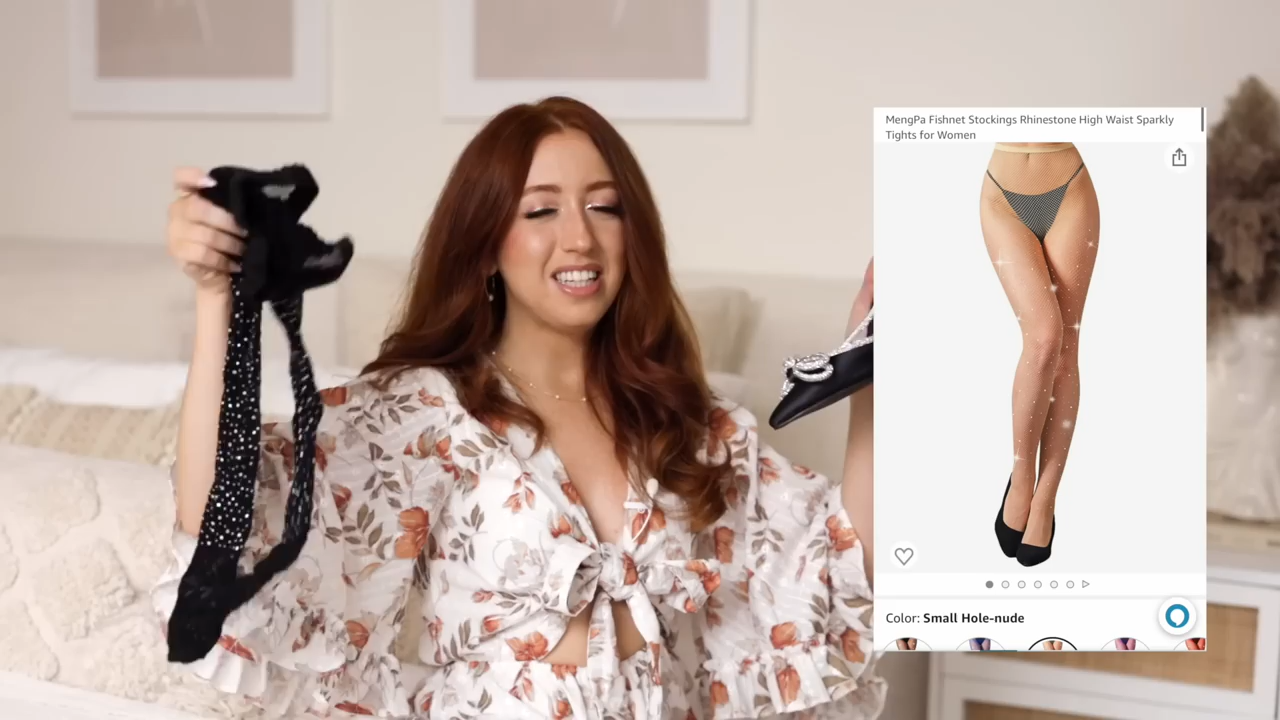 MengPa Fishnet Stockings Rhinestone High Waist Sparkly
Tights for Women
Color: Small Hole-nude